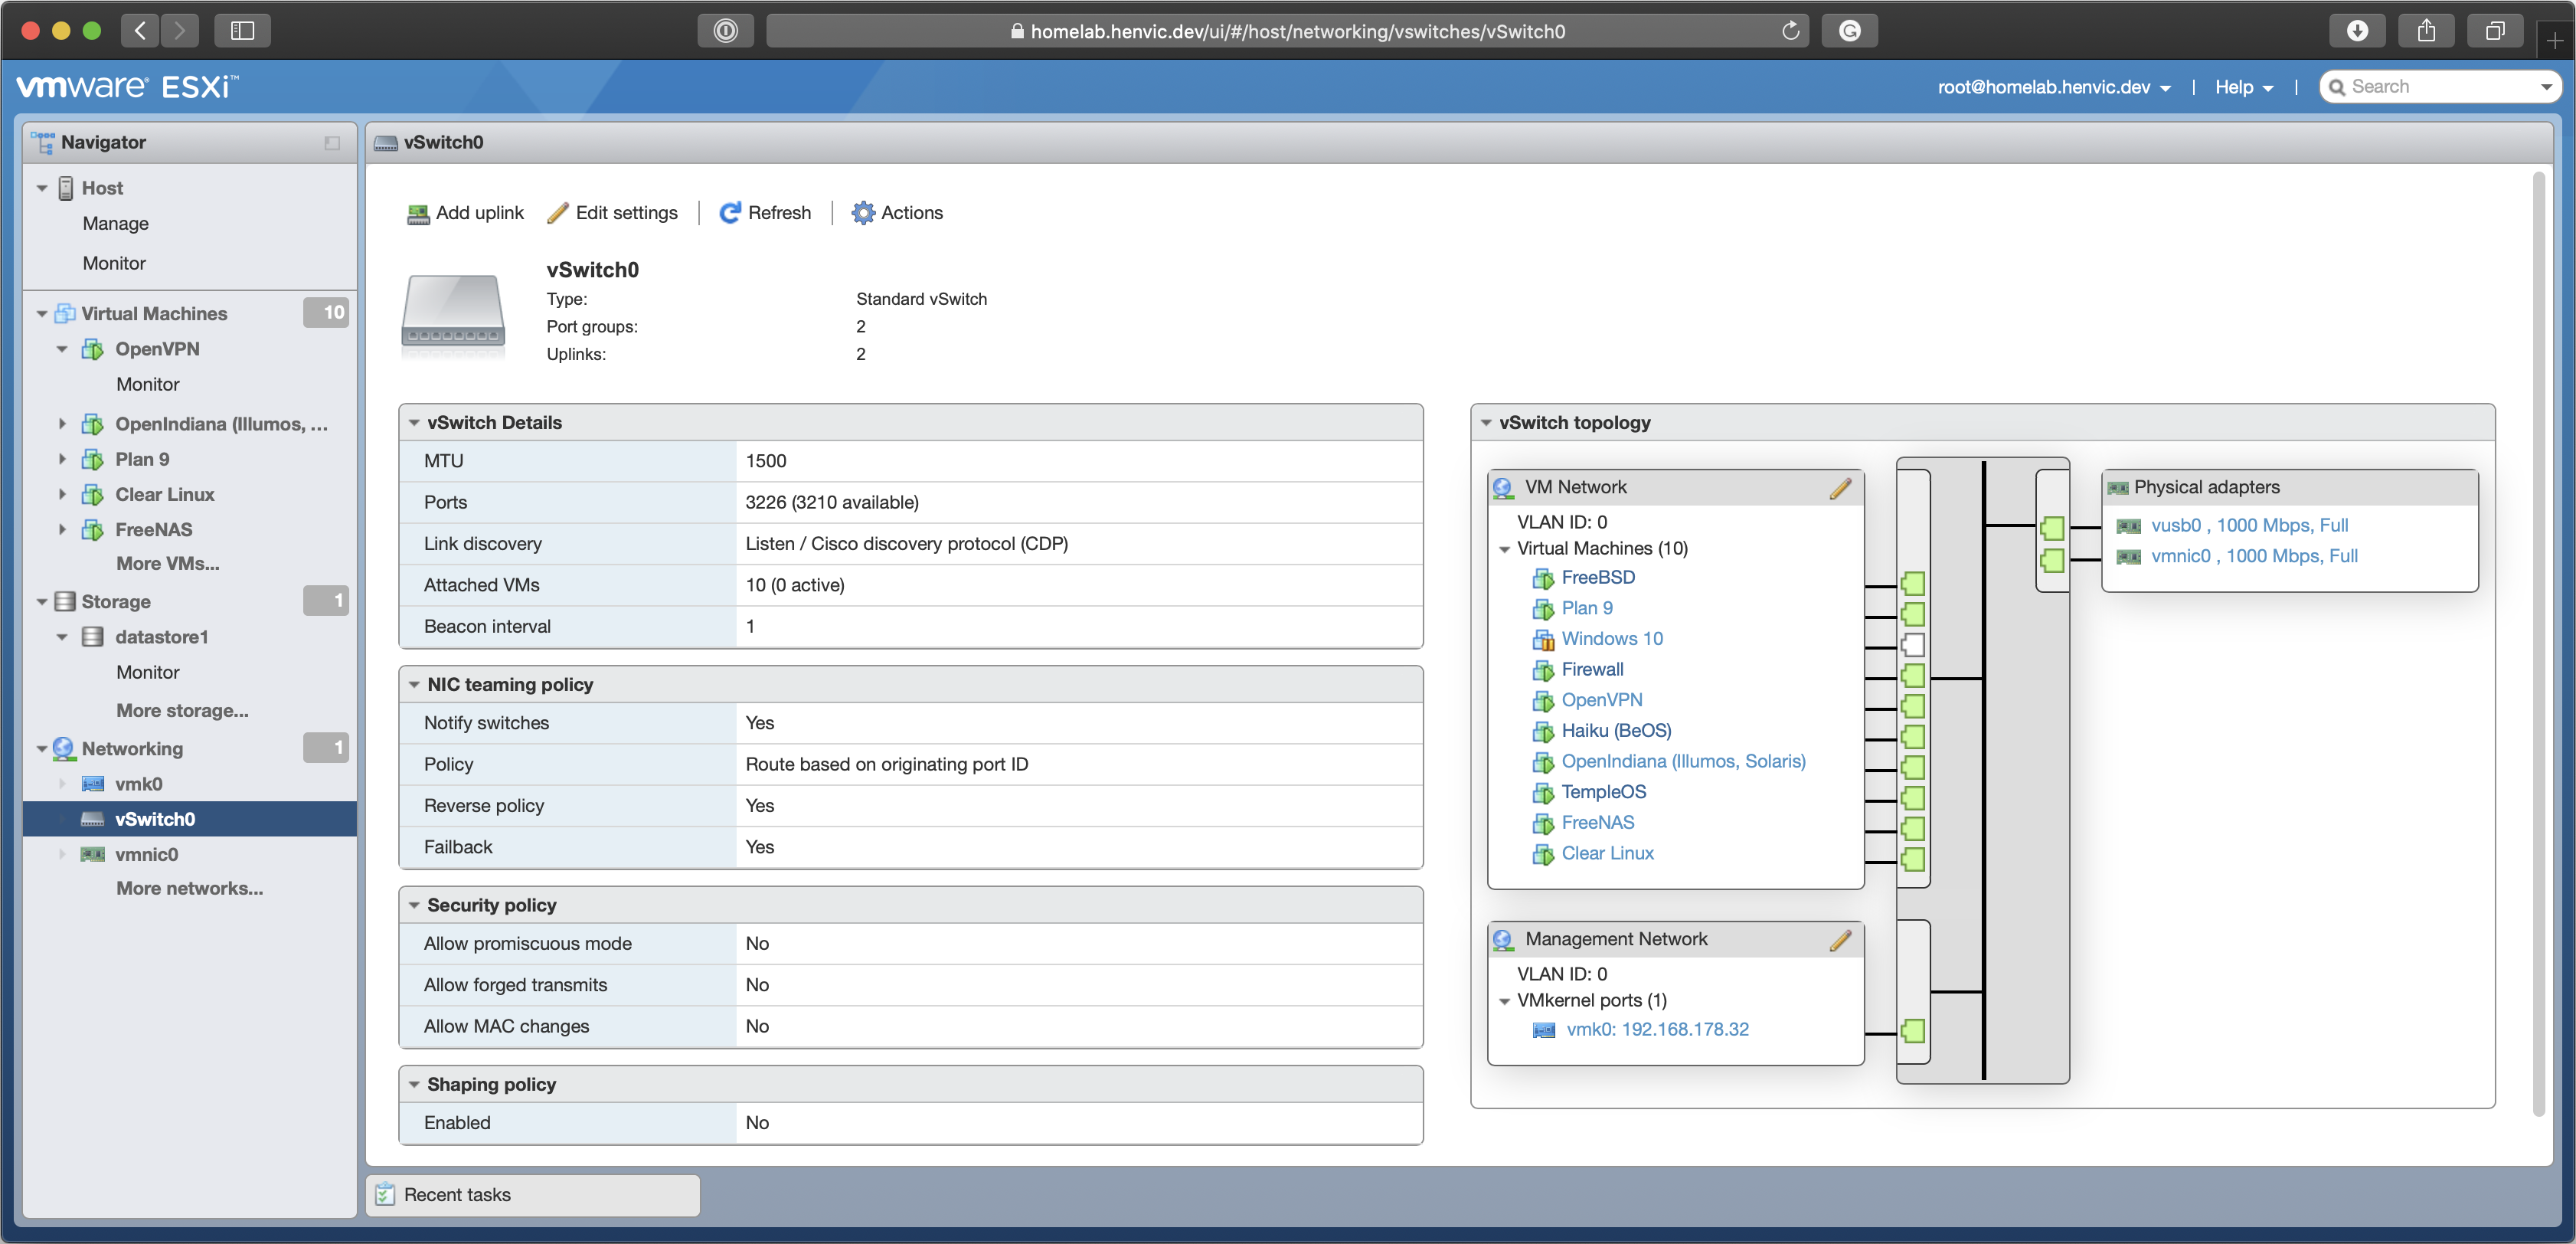 homelab.henvic.dev/ui/#/host/networking/vswitches/vSwitch0
vmware® ESXi™
root@homelab.henvic.dev
|
Help
|
Search
Navigator
Host
Manage
Monitor
Virtual Machines 10
OpenVPN
Monitor
OpenIndiana (Illumos, ...
Plan 9
Clear Linux
FreeNAS
More VMs...
Storage 1
datastore1
Monitor
More storage...
Networking 1
vmk0
vSwitch0
vmnic0
More networks...
vSwitch0
Add uplink
Edit settings
Refresh
Actions
vSwitch0
Type: Standard vSwitch
Port groups: 2
Uplinks: 2
vSwitch Details
MTU 1500
Ports 3226 (3210 available)
Link discovery Listen / Cisco discovery protocol (CDP)
Attached VMs 10 (0 active)
Beacon interval 1
NIC teaming policy
Notify switches Yes
Policy Route based on originating port ID
Reverse policy Yes
Failback Yes
Security policy
Allow promiscuous mode No
Allow forged transmits No
Allow MAC changes No
Shaping policy
Enabled No
vSwitch topology
VM Network
VLAN ID: 0
Virtual Machines (10)
FreeBSD
Plan 9
Windows 10
Firewall
OpenVPN
Haiku (BeOS)
OpenIndiana (Illumos, Solaris)
TempleOS
FreeNAS
Clear Linux
Management Network
VLAN ID: 0
VMkernel ports (1)
vmk0: 192.168.178.32
Physical adapters
vusb0 , 1000 Mbps, Full
vmnic0 , 1000 Mbps, Full
Recent tasks